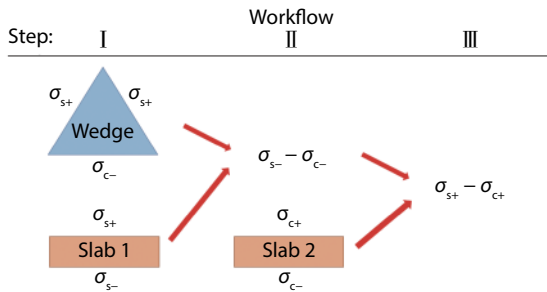 Workflow
Step: I II III
σs+ σs+
Wedge
σc−
σs− − σc−
σs+ − σc+
σs+ σc+
Slab 1 Slab 2
σs− σc−